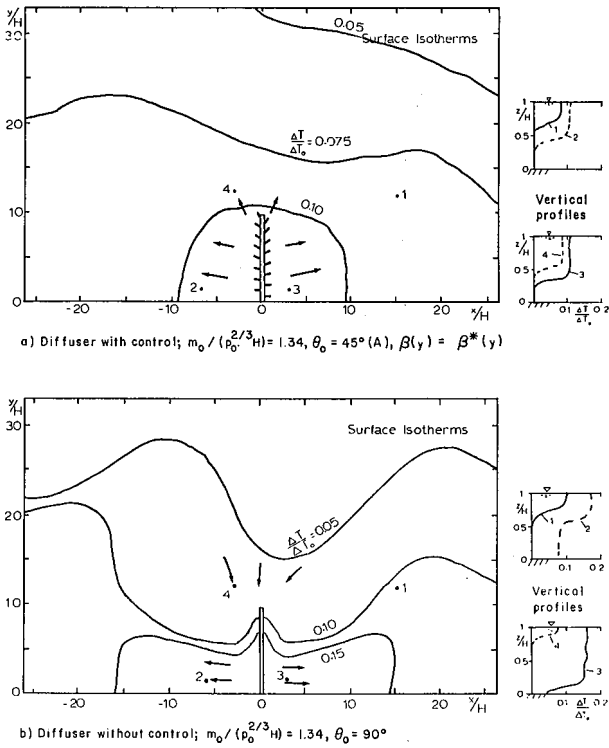 y/H
30
20
10
0
0.05
Surface Isotherms
ΔT/ΔT₀ = 0.075
0.10
4
1
2
3
-20 -10 0 10 20
x/H
a) Diffuser with control; m₀/(p₀^2/3 H) = 1.34, θ₀ = 45° (A), β(y) = β*(y)
1
z/H
0.5
0
1
2
Vertical profiles
1
z/H
0.5
0
4
3
0.1 0.2
ΔT/ΔT₀
y/H
30
20
10
0
Surface Isotherms
ΔT/ΔT₀ = 0.05
0.10
0.15
4
1
2
3
-20 -10 0 10 20
x/H
b) Diffuser without control; m₀/(p₀^2/3 H) = 1.34, θ₀ = 90°
1
z/H
0.5
0
1
2
0.1 0.2
Vertical profiles
1
z/H
0.5
0
4
3
0.1 0.2
ΔT/ΔT₀